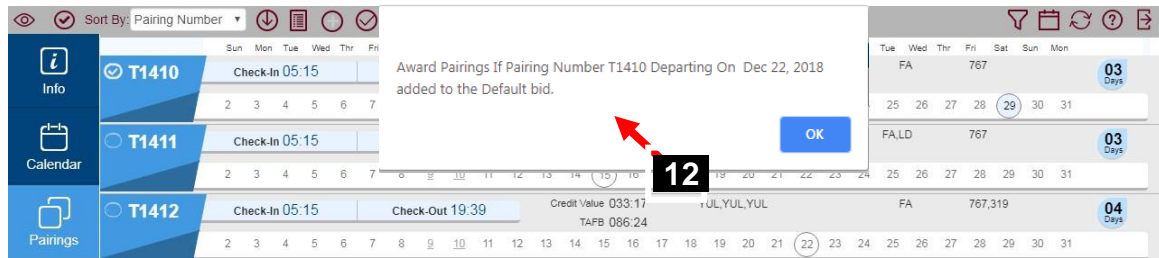 Sort By: Pairing Number
Award Pairings If Pairing Number T1410 Departing On Dec 22, 2018
added to the Default bid.
OK
12
Info
Calendar
Pairings
Sun Mon Tue Wed Thr Fri Tue Wed Thr Fri Sat Sun Mon
T1410 Check-In 05:15 FA 767 03 Days
2 3 4 5 6 7 25 26 27 28 29 30 31
T1411 Check-In 05:15 FA,LD 767 03 Days
2 3 4 5 6 7 8 9 10 11 12 13 14 15 16 19 20 21 22 23 24 25 26 27 28 29 30 31
T1412 Check-In 05:15 Check-Out 19:39 Credit Value 033:17 YUL,YUL,YUL FA 767,319 04 Days
TAFB 086:24
2 3 4 5 6 7 8 9 10 11 12 13 14 15 16 17 18 19 20 21 22 23 24 25 26 27 28 29 30 31